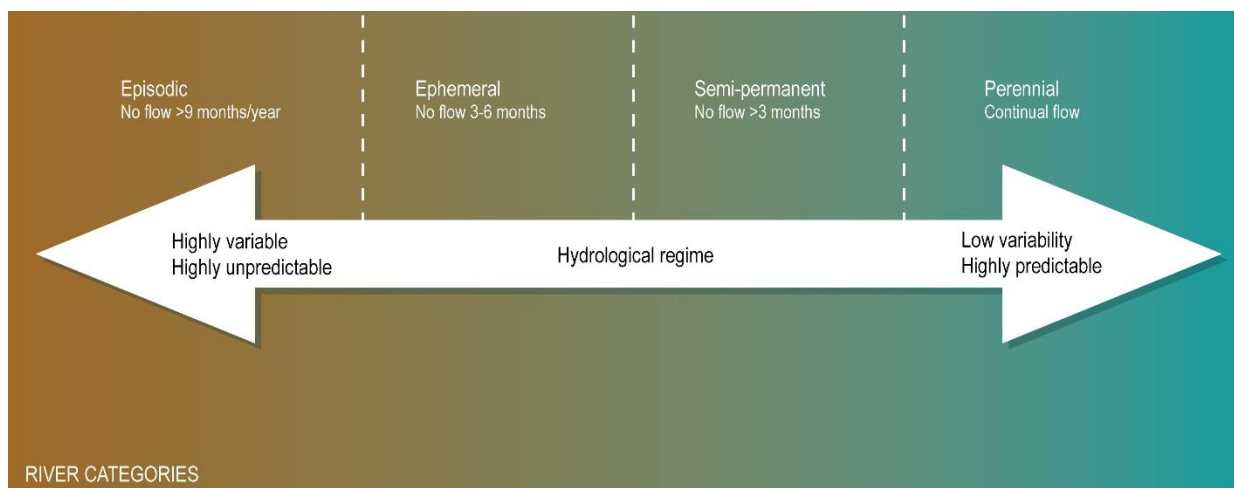 Episodic
No flow >9 months/year
Ephemeral
No flow 3-6 months
Semi-permanent
No flow >3 months
Perennial
Continual flow
Highly variable
Highly unpredictable
Hydrological regime
Low variability
Highly predictable
RIVER CATEGORIES